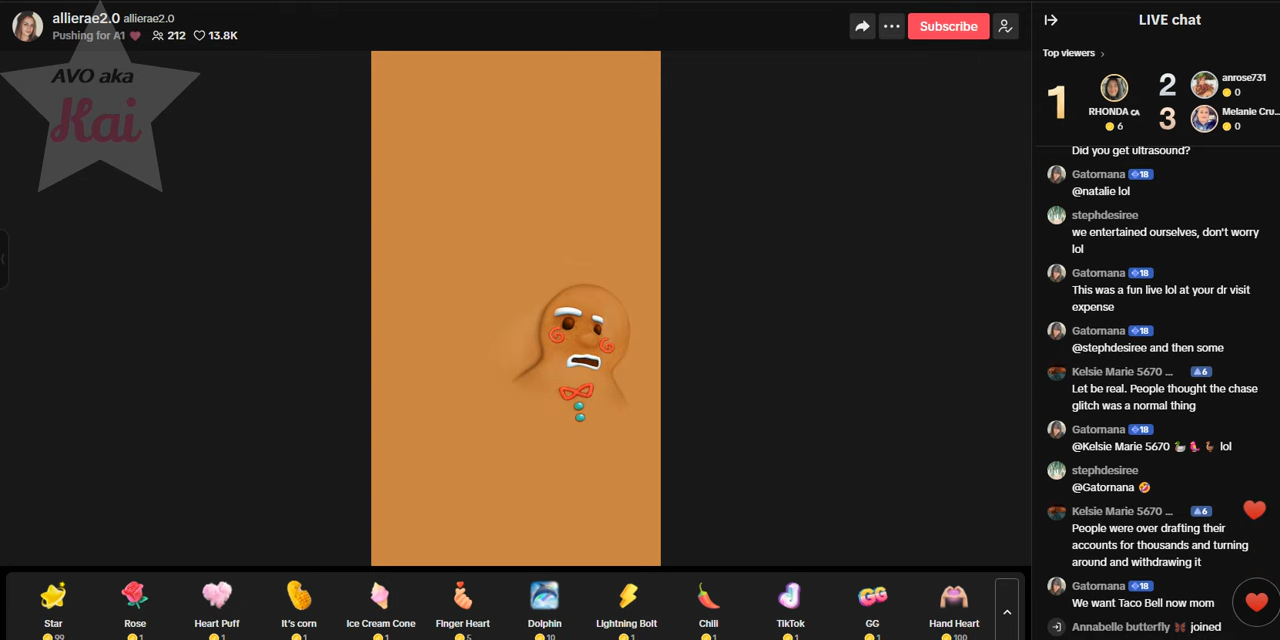 allierae2.0 allierae2.0
Pushing for A1 212 13.8K
Subscribe
AVO aka
Kai
LIVE chat
Top viewers
1
RHONDA CA
6
2
anrose731
0
3
Melanie Cru...
0
Did you get ultrasound?
Gatornana 18
@natalie lol
stephdesiree
we entertained ourselves, don't worry
lol
Gatornana 18
This was a fun live lol at your dr visit
expense
Gatornana 18
@stephdesiree and then some
Kelsie Marie 5670 ... 6
Let be real. People thought the chase
glitch was a normal thing
Gatornana 18
@Kelsie Marie 5670 lol
stephdesiree
@Gatornana
Kelsie Marie 5670 ... 6
People were over drafting their
accounts for thousands and turning
around and withdrawing it
Gatornana 18
We want Taco Bell now mom
Annabelle butterfly joined
GG
Star Rose Heart Puff It's corn Ice Cream Cone Finger Heart Dolphin Lightning Bolt Chili TikTok GG Hand Heart
99 1 1 1 1 5 10 1 1 1 1 100